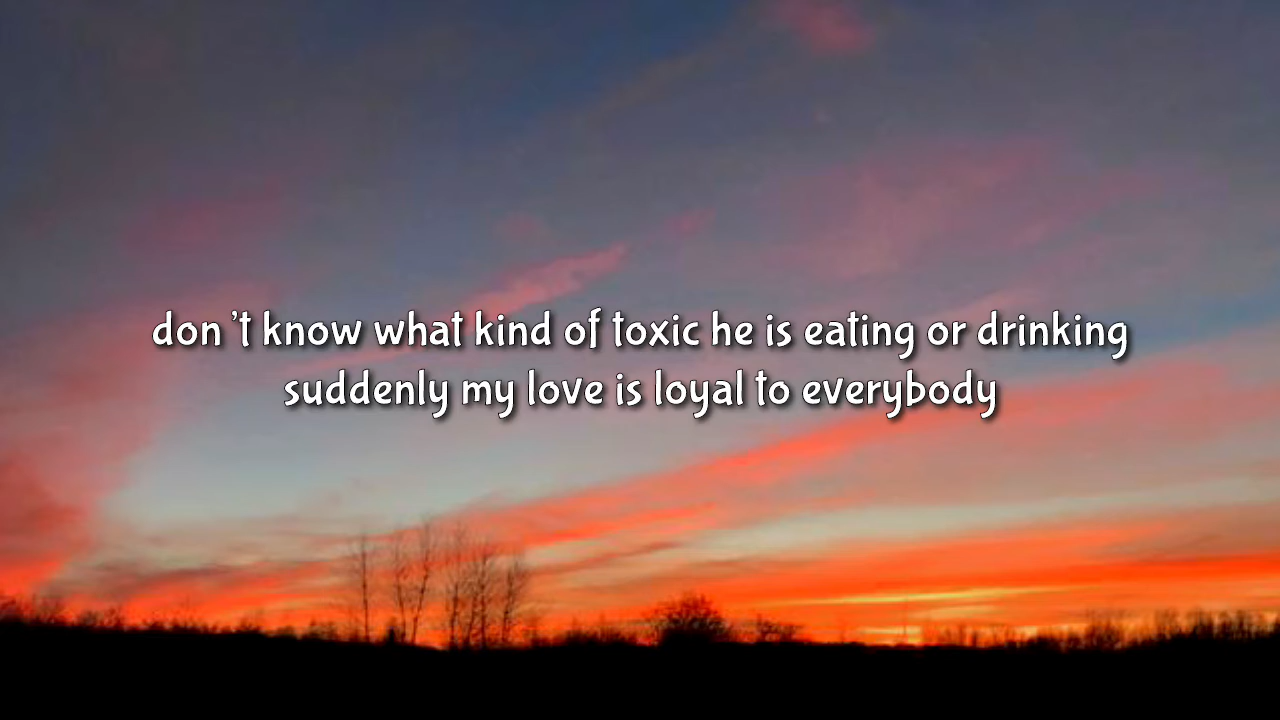 don't know what kind of toxic he is eating or drinking
suddenly my love is loyal to everybody